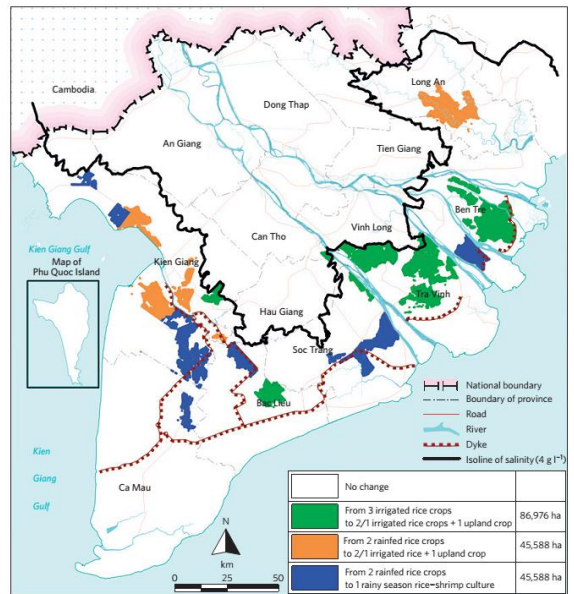 Cambodia
Long An
Dong Thap
An Giang
Tien Giang
Ben Tre
Vinh Long
Kien Giang Gulf
Map of
Phu Quoc Island
Can Tho
Kien Giang
Tra Vinh
Hau Giang
Soc Trang
Bac Lieu
National boundary
Boundary of province
Road
River
Dyke
Isoline of salinity (4 g l⁻¹)
Kien
Giang
Gulf
Ca Mau
N
km
0 25 50
No change
From 3 irrigated rice crops
to 2/1 irrigated rice crops + 1 upland crop
86,976 ha
From 2 rainfed rice crops
to 2/1 irrigated rice + 1 upland crop
45,588 ha
From 2 rainfed rice crops
to 1 rainy season rice–shrimp culture
45,588 ha